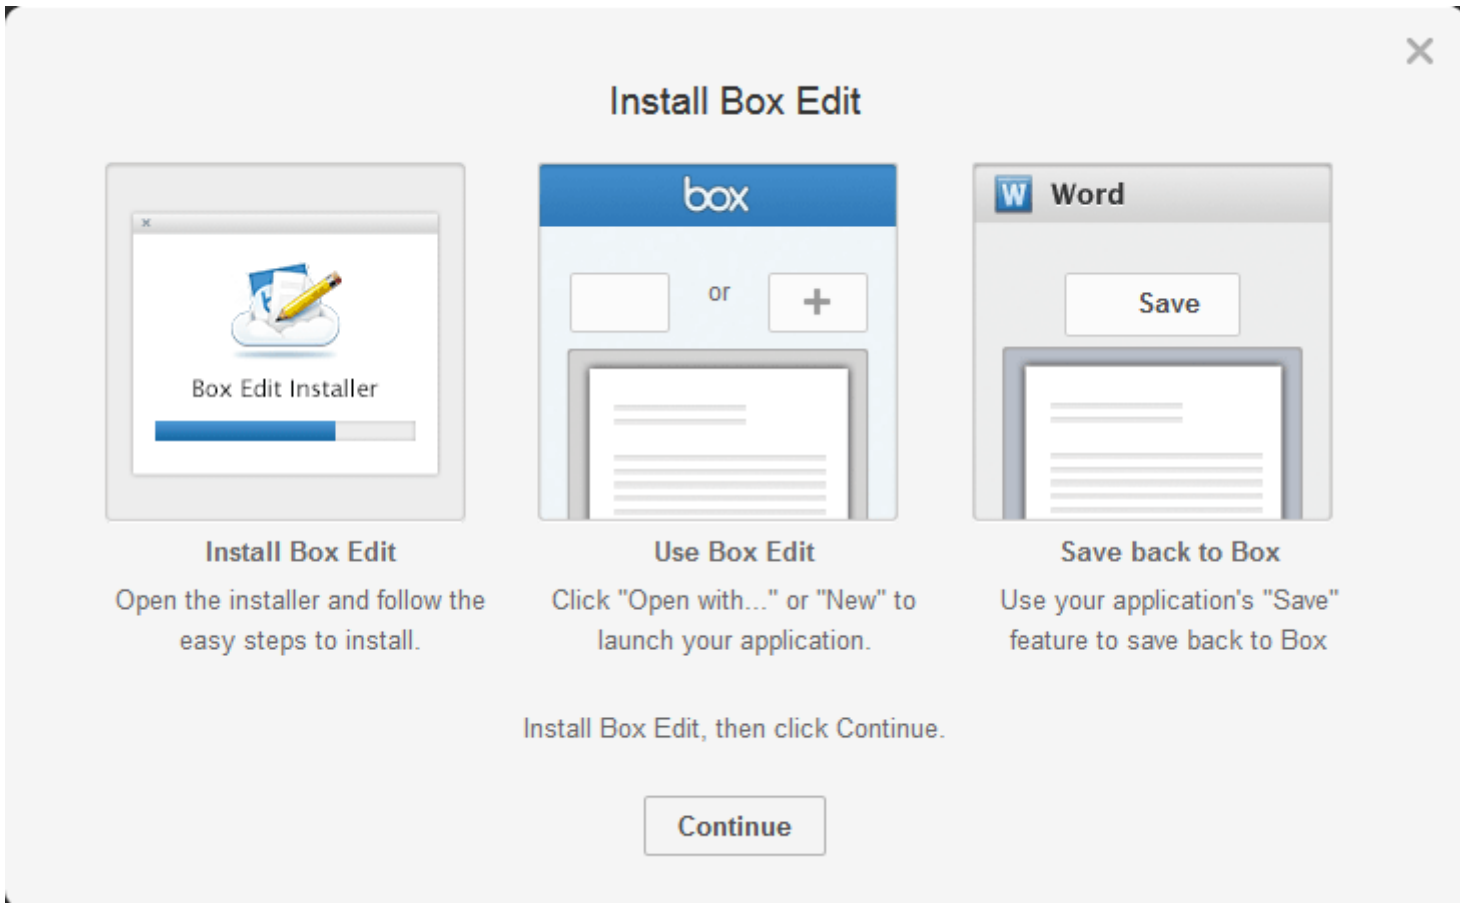 Install Box Edit
Box Edit Installer
box
or
+
W Word
Save
Install Box Edit
Open the installer and follow the
easy steps to install.
Use Box Edit
Click "Open with..." or "New" to
launch your application.
Save back to Box
Use your application's "Save"
feature to save back to Box
Install Box Edit, then click Continue.
Continue